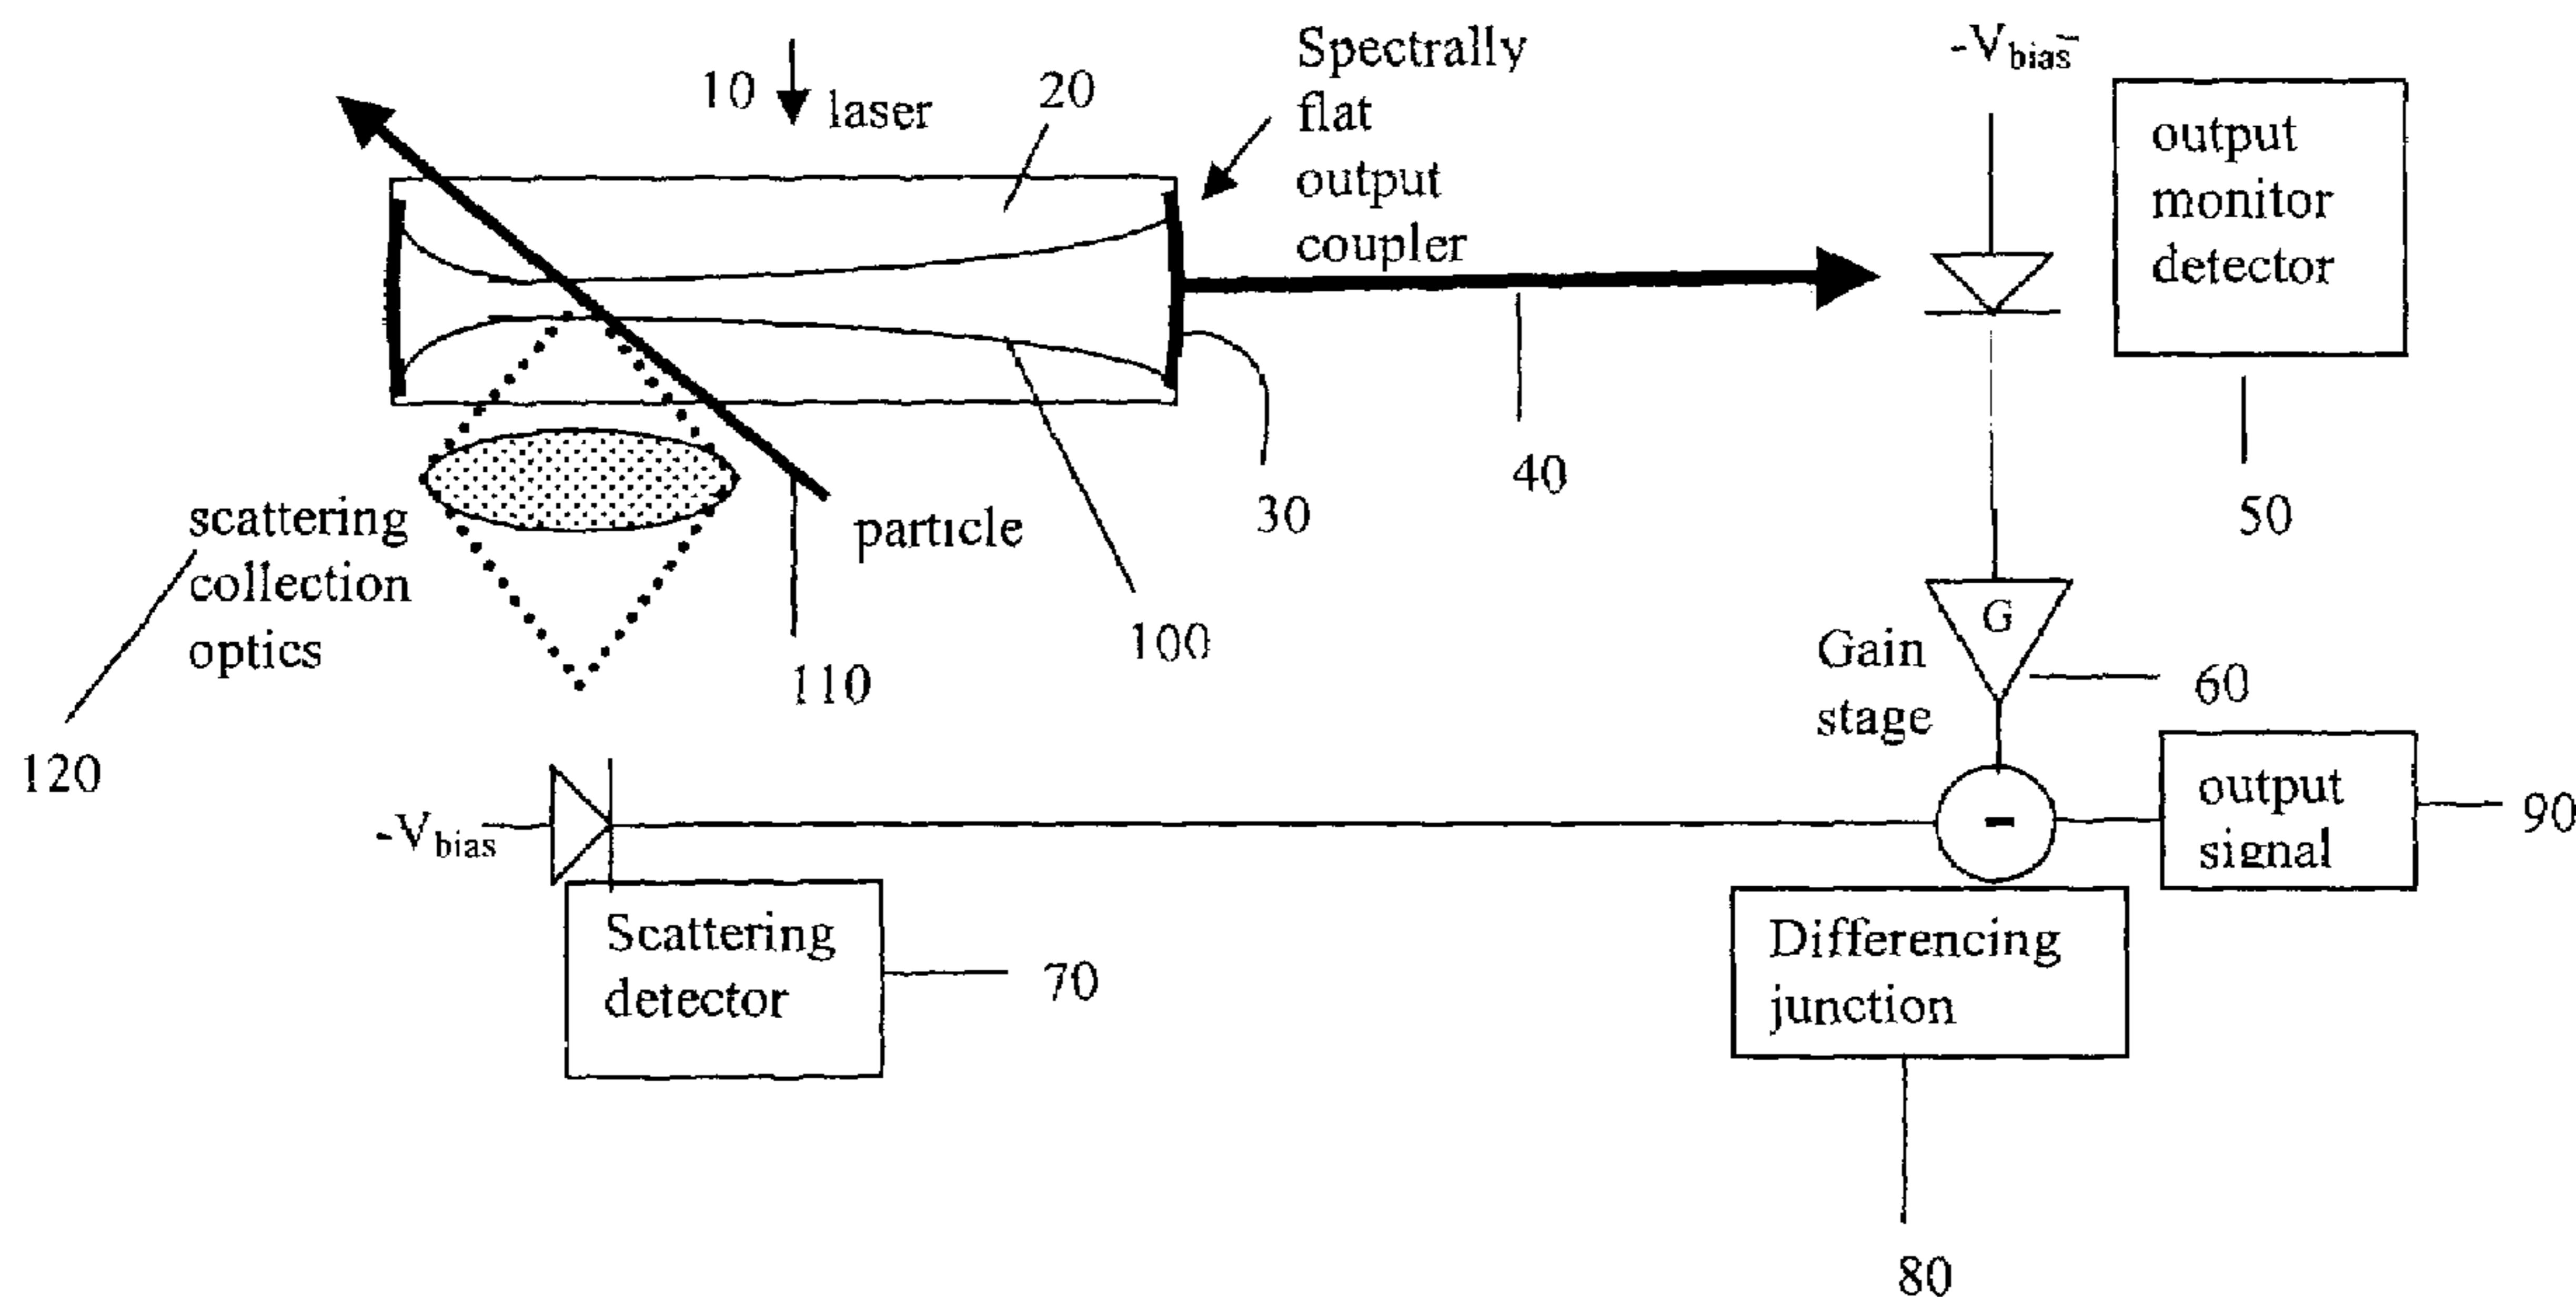 10
laser
20
Spectrally
flat
output
coupler
-Vbias
output
monitor
detector
50
40
30
scattering
collection
optics
120
particle
110
100
G
Gain
stage
60
-Vbias
Scattering
detector
70
-
output
signal
90
Differencing
junction
80